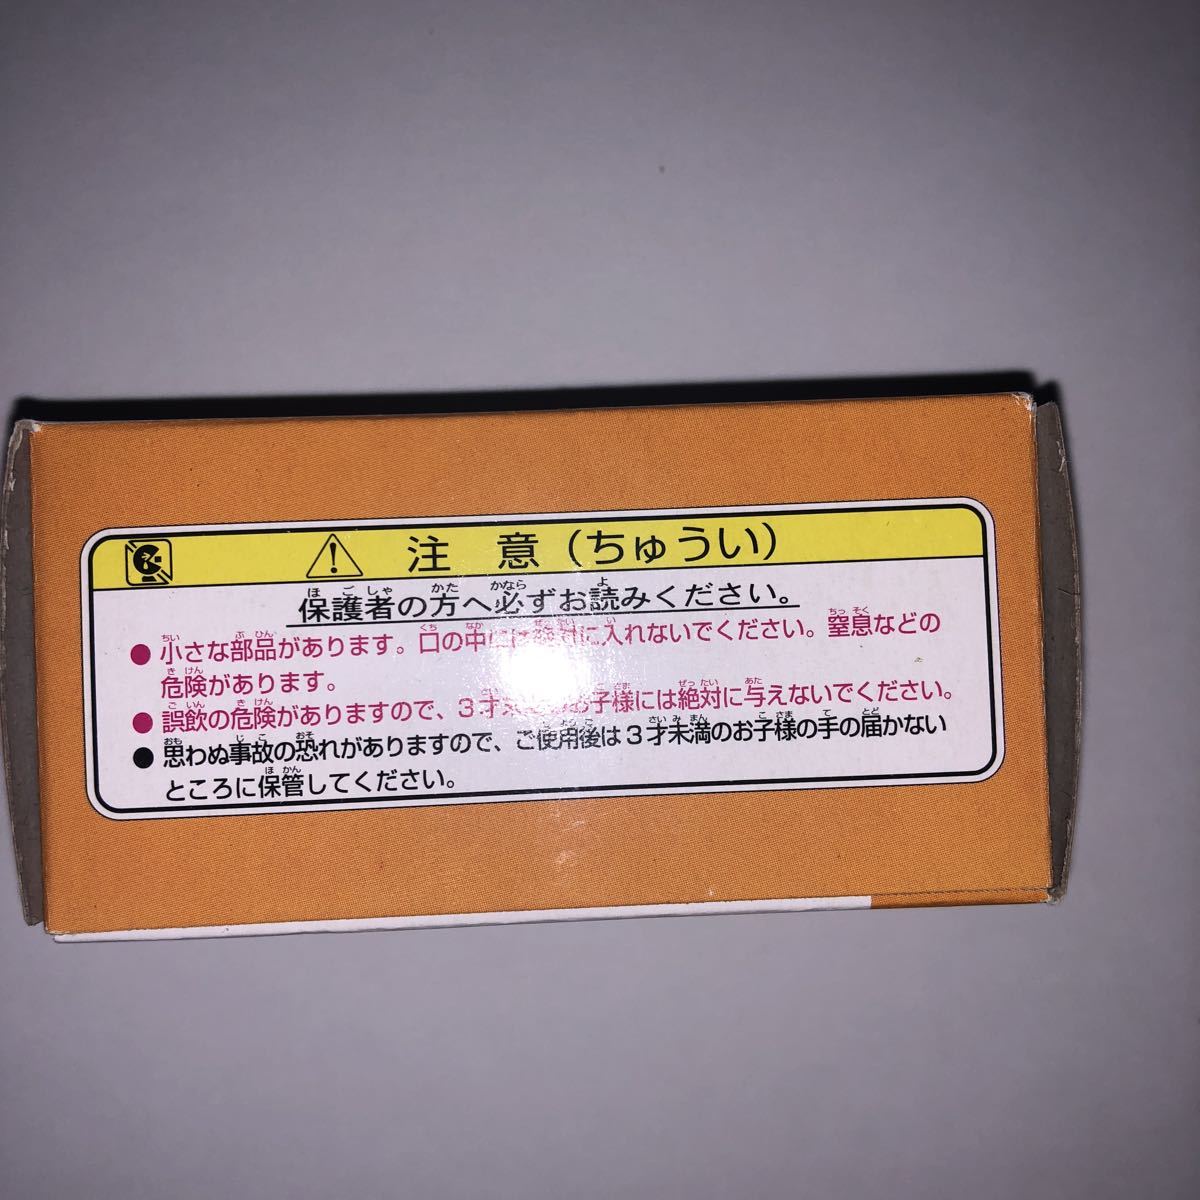 注 意(ちゅうい)
保護者の方へ必ずお読みください。
●小さな部品があります。口の中には絶対に入れないでください。窒息などの
危険があります。
●誤飲の危険がありますので、3才未満のお子様には絶対に与えないでください。
●思わぬ事故の恐れがありますので、ご使用後は3才未満のお子様の手の届かない
ところに保管してください。